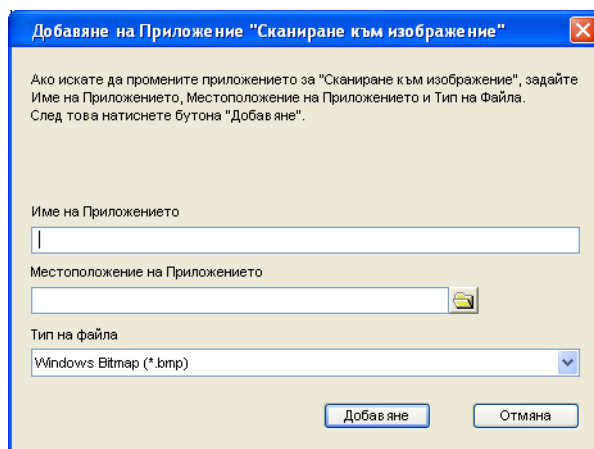 Добавяне на Приложение "Сканиране към изображение"
Ако искате да промените приложението за "Сканиране към изображение", задайте
Име на Приложението, Местоположение на Приложението и Тип на Файла.
След това натиснете бутона "Добавяне".
Име на Приложението
Местоположение на Приложението
Тип на файла
Windows Bitmap (*.bmp)
Добавяне Отмяна